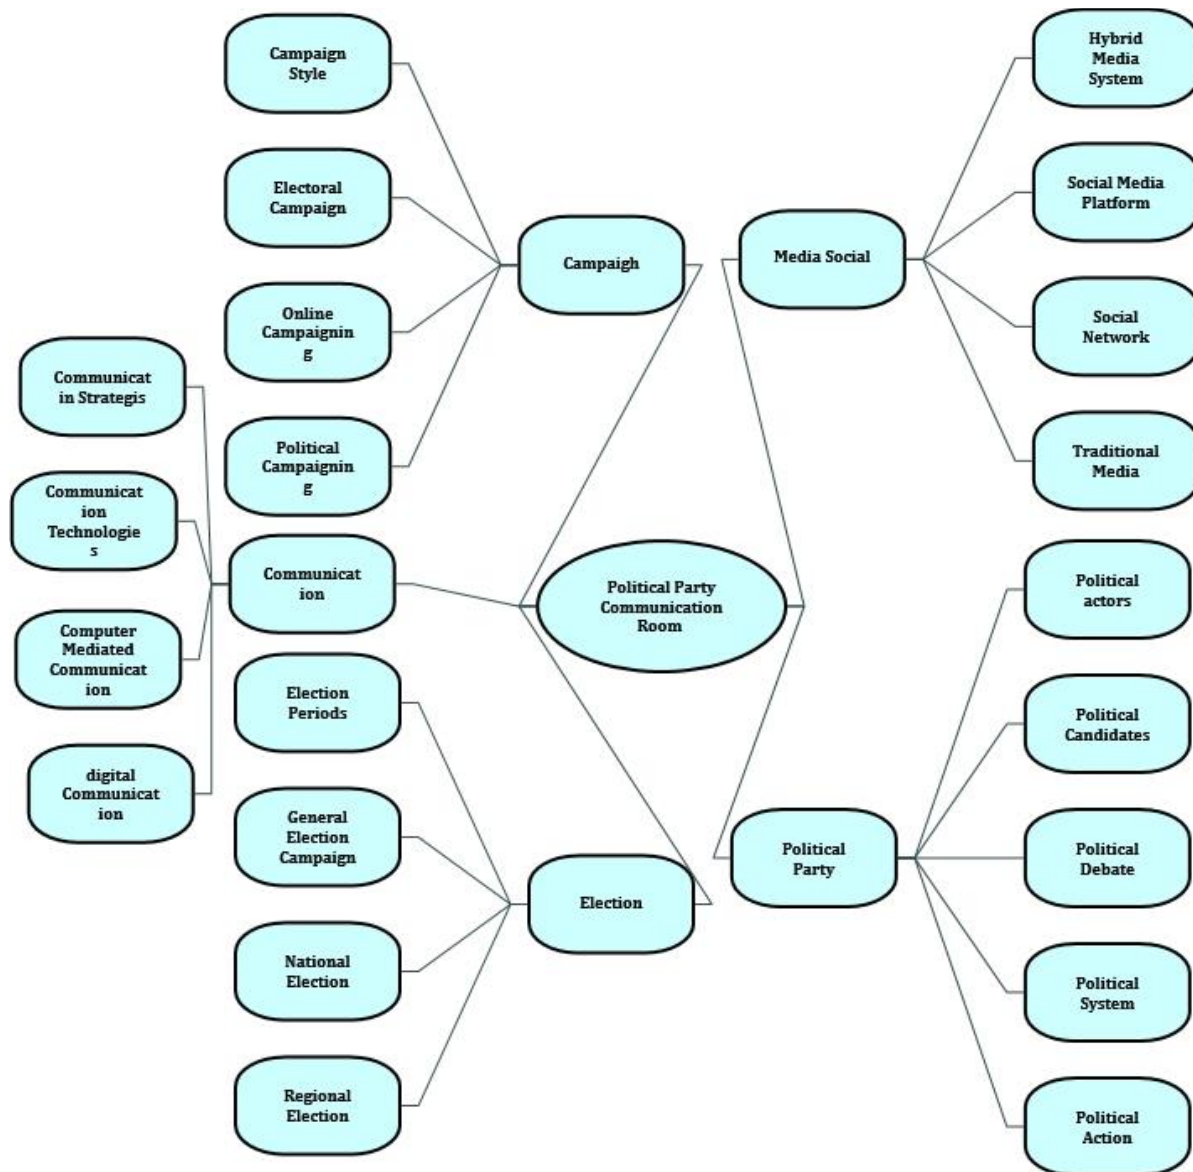 Campaign
Style
Electoral
Campaign
Online
Campaignin
g
Political
Campaignin
g
Campaigh
Communicat
in Strategis
Communicat
ion
Technologie
s
Computer
Mediated
Communicat
ion
digital
Communicat
ion
Communicat
ion
Election
Periods
General
Election
Campaign
National
Election
Regional
Election
Election
Political Party
Communication
Room
Media Social
Hybrid
Media
System
Social Media
Platform
Social
Network
Traditional
Media
Political
Party
Political
actors
Political
Candidates
Political
Debate
Political
System
Political
Action